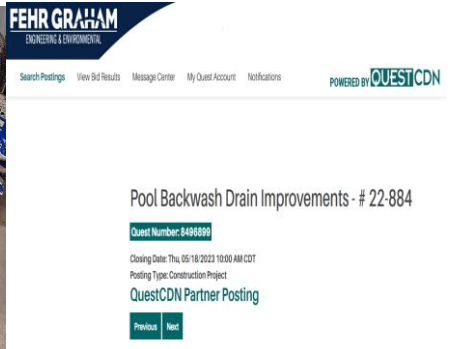 FEHR GRAHAM
ENGINEERING & ENVIRONMENTAL
Search Postings View Bid Results Message Center My Quest Account Notifications
POWERED BY QUESTCDN
Pool Backwash Drain Improvements - # 22-884
Quest Number: 8496899
Closing Date: Thu, 05/18/2023 10:00 AM CDT
Posting Type: Construction Project
QuestCDN Partner Posting
Previous Next